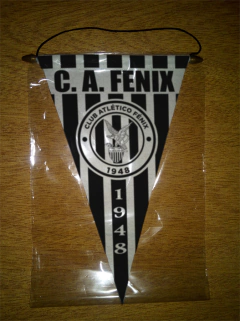 C. A. FENIX
CLUB ATLÉTICO FENIX
1948
1948